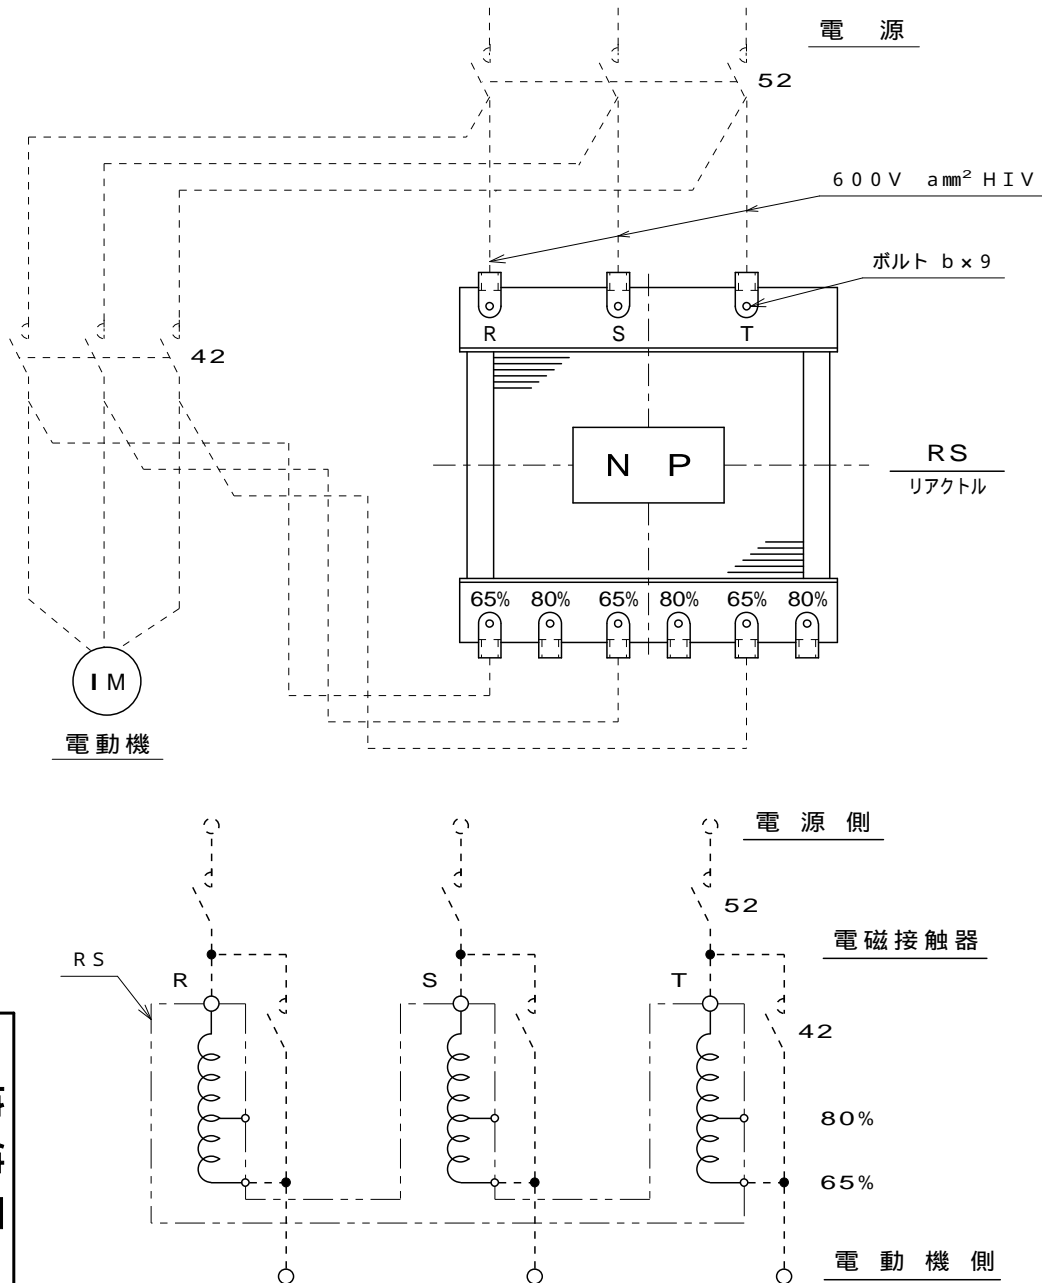 電 源
52
600V amm² HIV
ボルト b×9
R S T
42
N P
RS
リアクトル
65% 80% 65% 80% 65% 80%
IM
電動機
電 源 側
52
電磁接触器
RS
R S T
42
80%
65%
電 動 機 側